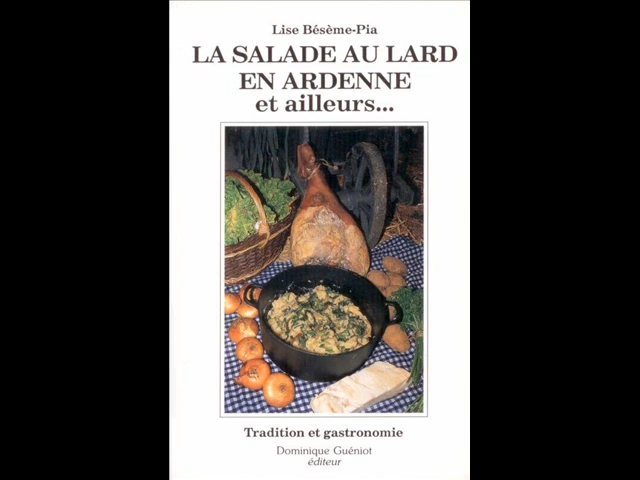 Lise Bésème-Pia
LA SALADE AU LARD
EN ARDENNE
et ailleurs...
Tradition et gastronomie
Dominique Guéniot
éditeur